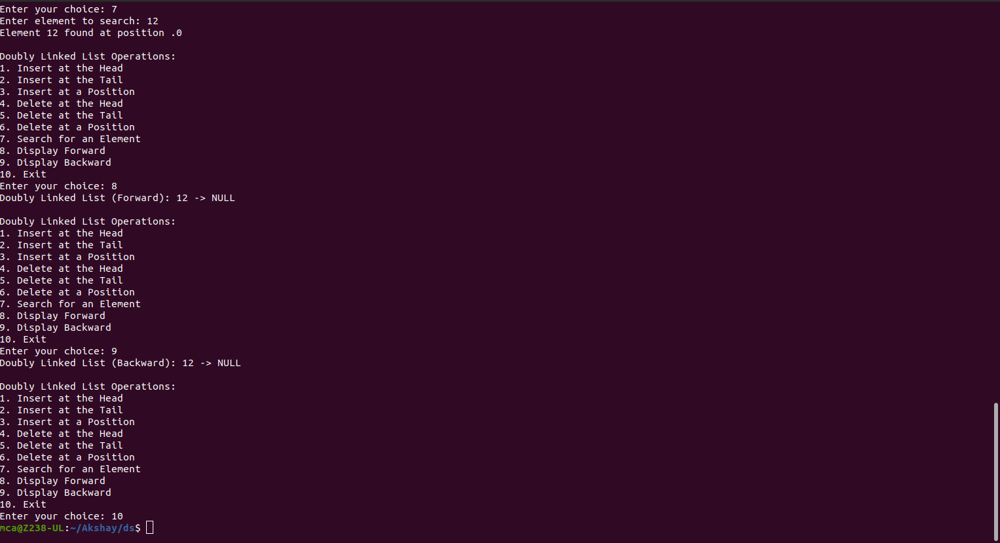 Enter your choice: 7
Enter element to search: 12
Element 12 found at position .0
Doubly Linked List Operations:
1. Insert at the Head
2. Insert at the Tail
3. Insert at a Position
4. Delete at the Head
5. Delete at the Tail
6. Delete at a Position
7. Search for an Element
8. Display Forward
9. Display Backward
10. Exit
Enter your choice: 8
Doubly Linked List (Forward): 12 -> NULL
Doubly Linked List Operations:
1. Insert at the Head
2. Insert at the Tail
3. Insert at a Position
4. Delete at the Head
5. Delete at the Tail
6. Delete at a Position
7. Search for an Element
8. Display Forward
9. Display Backward
10. Exit
Enter your choice: 9
Doubly Linked List (Backward): 12 -> NULL
Doubly Linked List Operations:
1. Insert at the Head
2. Insert at the Tail
3. Insert at a Position
4. Delete at the Head
5. Delete at the Tail
6. Delete at a Position
7. Search for an Element
8. Display Forward
9. Display Backward
10. Exit
Enter your choice: 10
mca@Z238-UL:~/Akshay/ds$